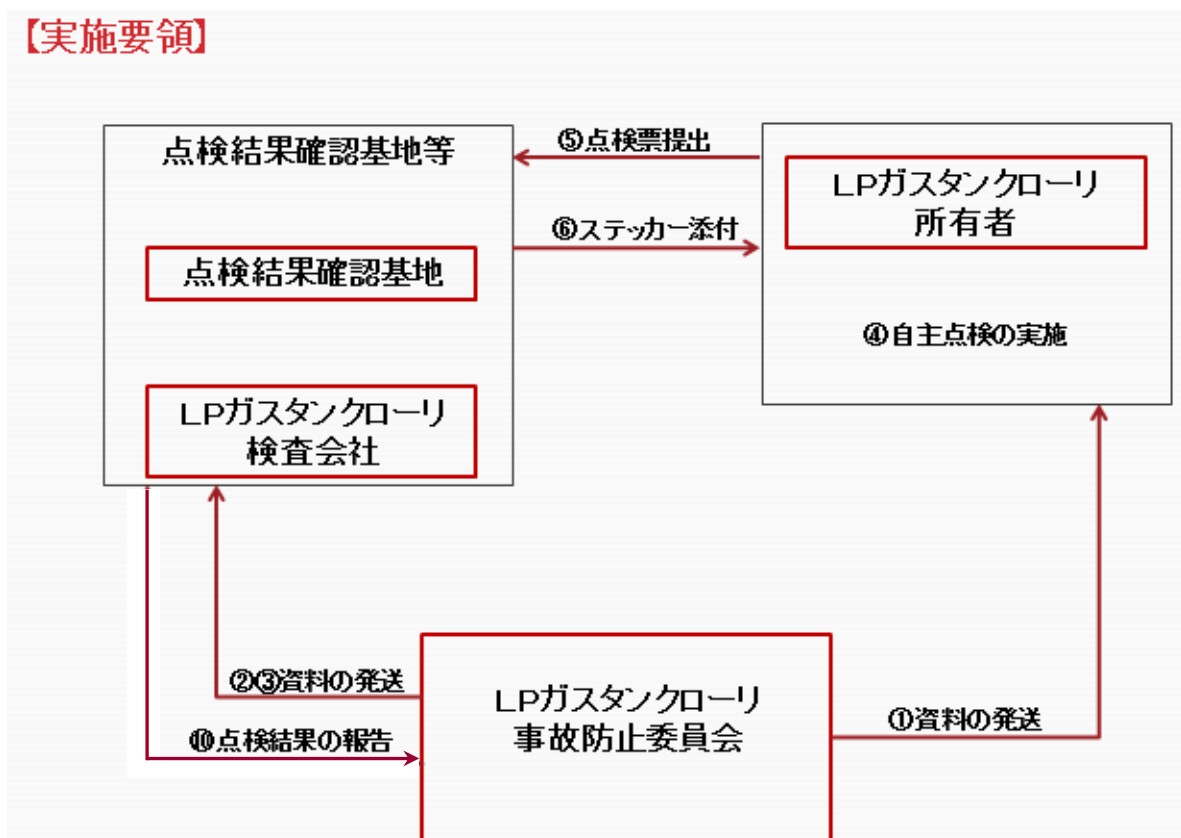 【実施要領】
点検結果確認基地等
⑤点検票提出
LPガスタンクローリ
所有者
⑥ステッカー添付
点検結果確認基地
④自主点検の実施
LPガスタンクローリ
検査会社
②③資料の発送
LPガスタンクローリ
事故防止委員会
①資料の発送
⑩点検結果の報告